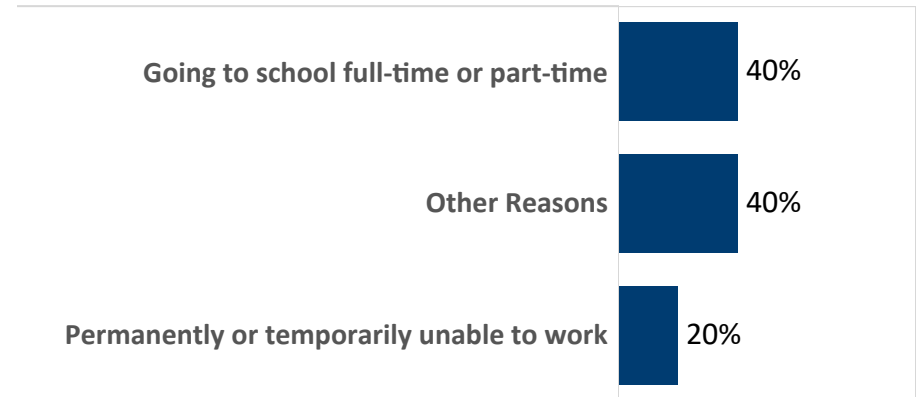 Going to school full-time or part-time 40%
Other Reasons 40%
Permanently or temporarily unable to work 20%